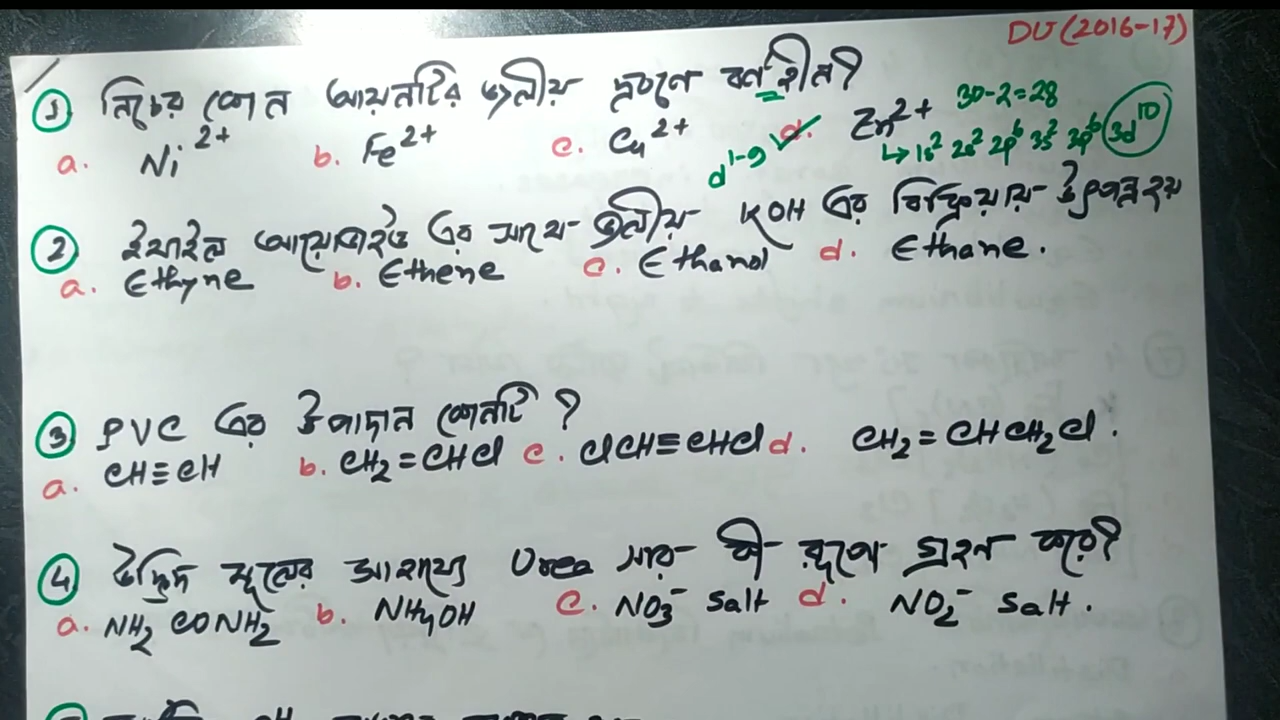 DU (2016-17)
① নিচের কোন আয়নটির জলীয় দ্রবণে বর্ণহীন?
a. Ni²⁺ b. Fe²⁺ c. Cu²⁺ d. Zn²⁺ 30-2=28
d¹⁻⁹ ↳ 1s² 2s² 2p⁶ 3s² 3p⁶ 3d¹⁰
② ইথাইল আয়োডাইড এর সাথে জলীয় KOH এর বিক্রিয়ায় উৎপন্ন হয়
a. Ethyne b. Ethene c. Ethanol d. Ethane.
③ PVC এর উপাদান কোনটি?
a. CH≡CH b. CH₂=CHCl c. ClCH≡CHCl d. CH₂=CHCH₂Cl.
④ উদ্ভিদ মূলের সাহায্যে Urea সার কী রূপে গ্রহণ করে?
a. NH₂CONH₂ b. NH₄OH c. NO₃⁻ Salt d. NO₂⁻ Salt.